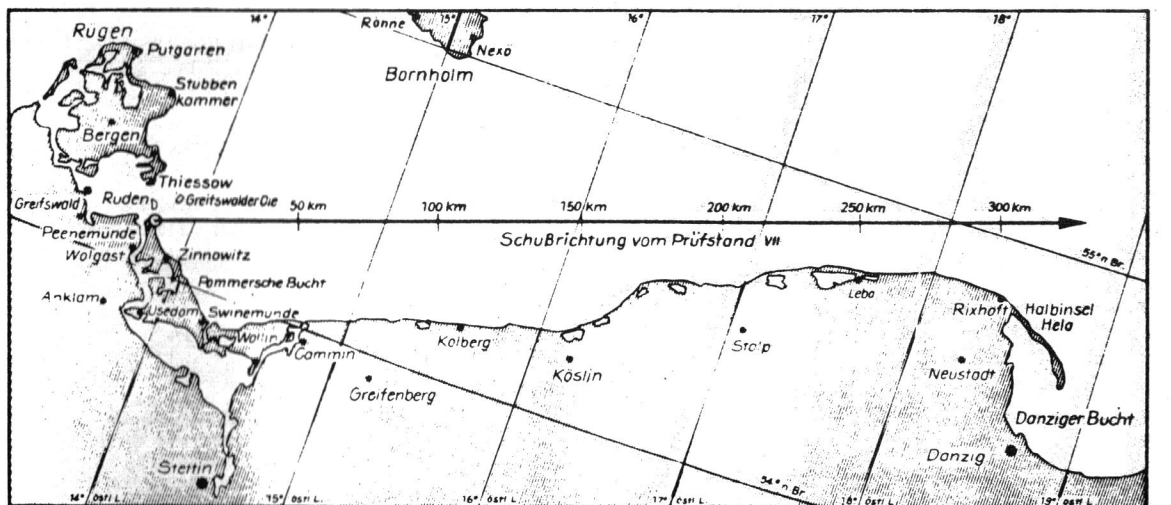 14°
15°
16°
17°
18°
Rønne
Nexö
Bornholm
Rügen
Putgarten
Stubben
kammer
Bergen
Thiessow
Ruden
Greifswalder Oie
Greifswald
50 km
100 km
150 km
200 km
250 km
300 km
Peenemünde
Schußrichtung vom Prüfstand VII
Wolgast
Zinnowitz
55° n Br.
Pommersche Bucht
Anklam
Usedom
Swinemünde
Leba
Rixhöft
Halbinsel
Hela
Wollin
Cammin
Kolberg
Stolp
Köslin
Neustadt
Greifenberg
Danziger Bucht
Danzig
Stettin
54° n Br.
14° östl L.
15° östl L.
16° östl L.
17° östl L.
18° östl L.
19° östl L.